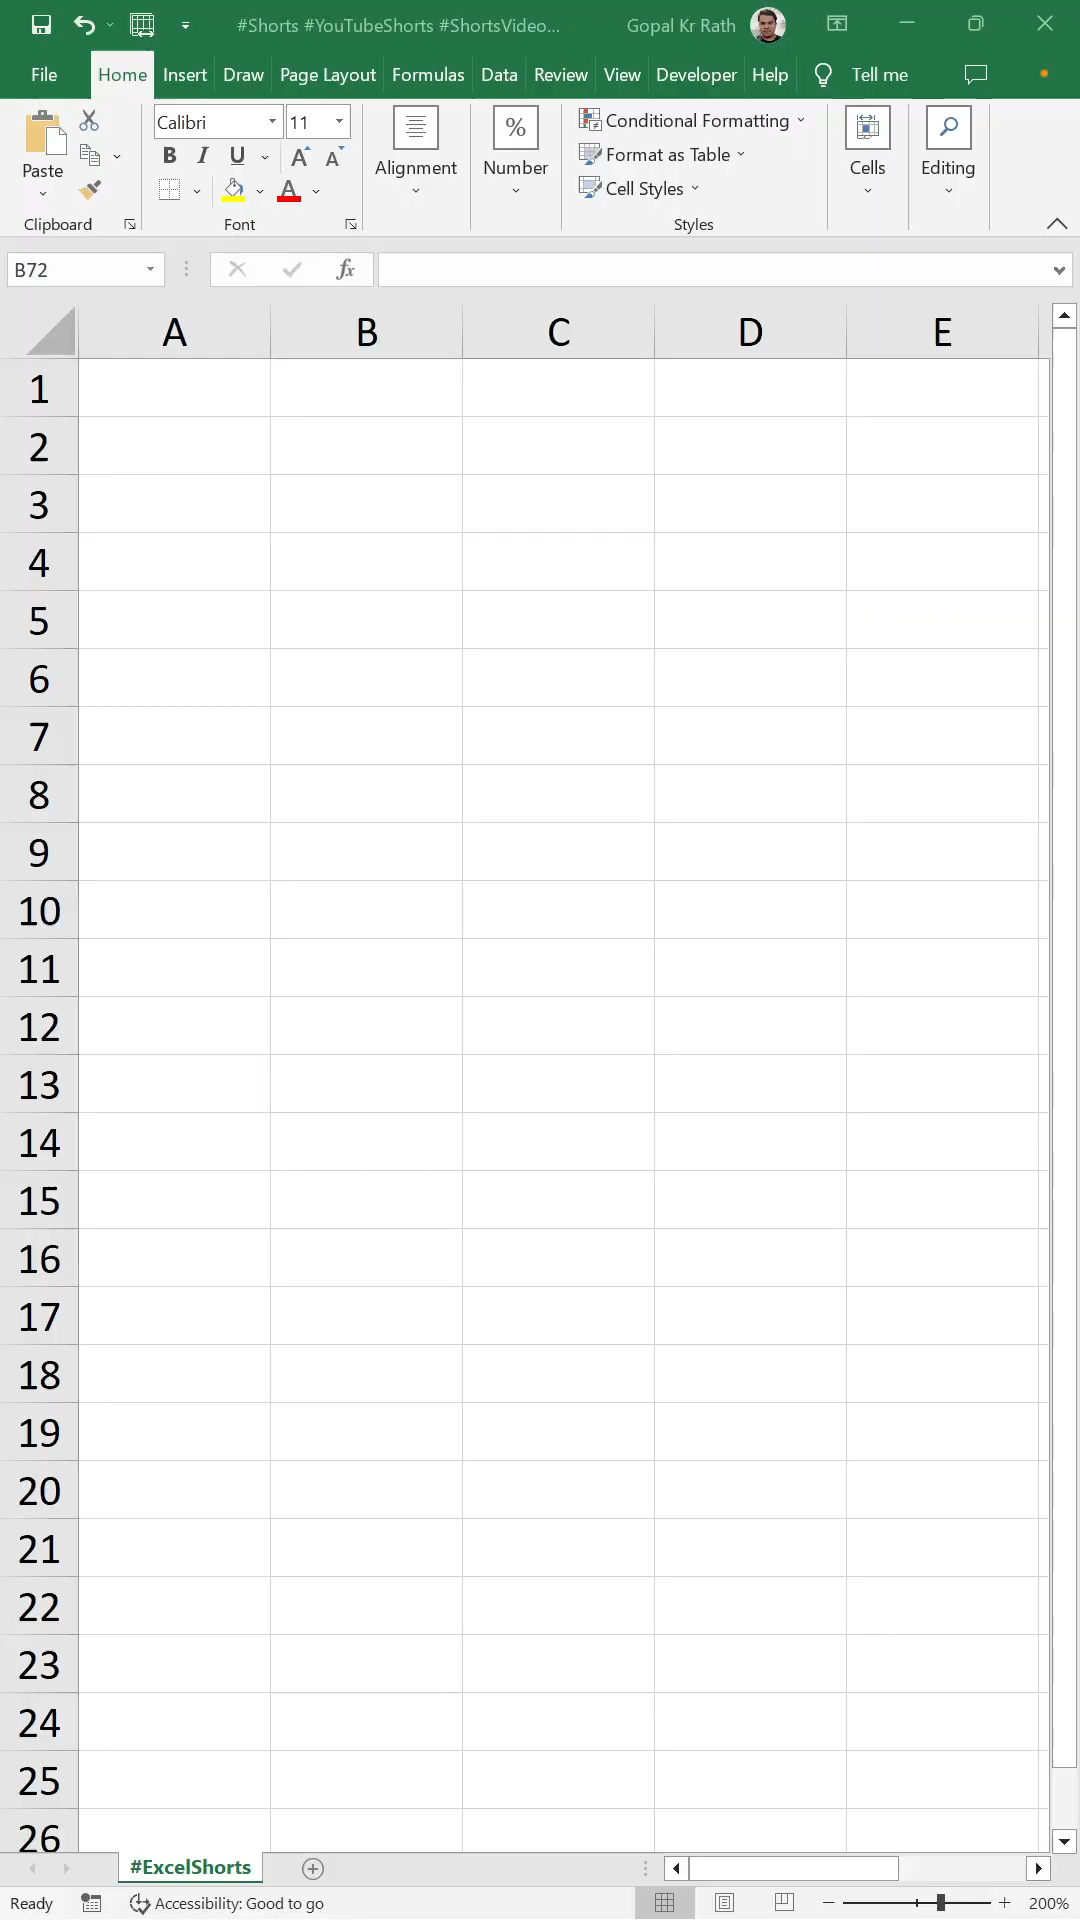 #Shorts #YouTubeShorts #ShortsVideo... Gopal Kr Rath
File Home Insert Draw Page Layout Formulas Data Review View Developer Help Tell me
Paste
Clipboard
Calibri 11
B I U A A
A
Font
Alignment
%
Number
Conditional Formatting
Format as Table
Cell Styles
Styles
Cells
Editing
B72 fx
A B C D E
1
2
3
4
5
6
7
8
9
10
11
12
13
14
15
16
17
18
19
20
21
22
23
24
25
26
#ExcelShorts
Ready Accessibility: Good to go 200%